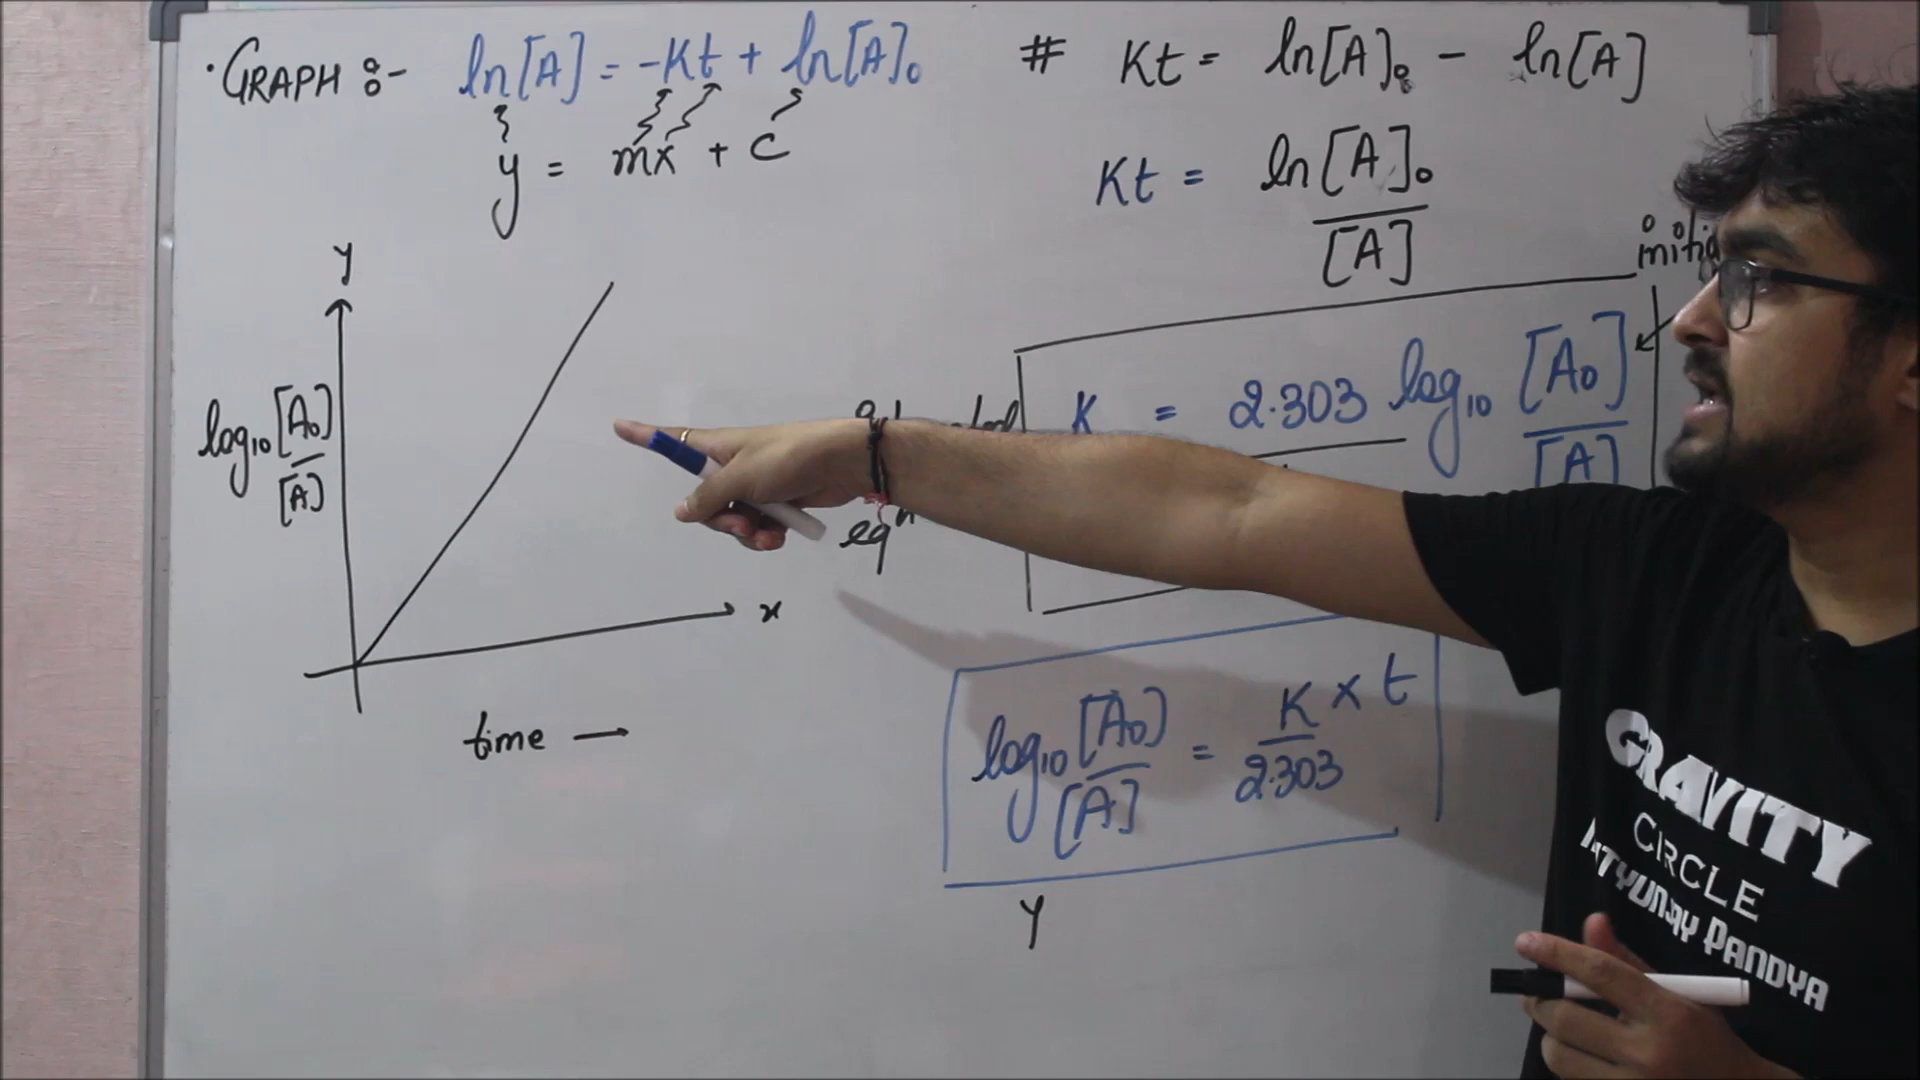 · GRAPH :- ln[A] = -Kt + ln[A]₀
y = mx + c
# Kt = ln[A]₀ - ln[A]
Kt = ln[A]₀
[A]
y
log₁₀ [A₀]
[A]
x
time →
K = 2.303 log₁₀ [A₀]
[A]
eqⁿ
log₁₀ [A₀] = K × t
[A] 2.303
Y
GRAVITY
CIRCLE
PANDYA